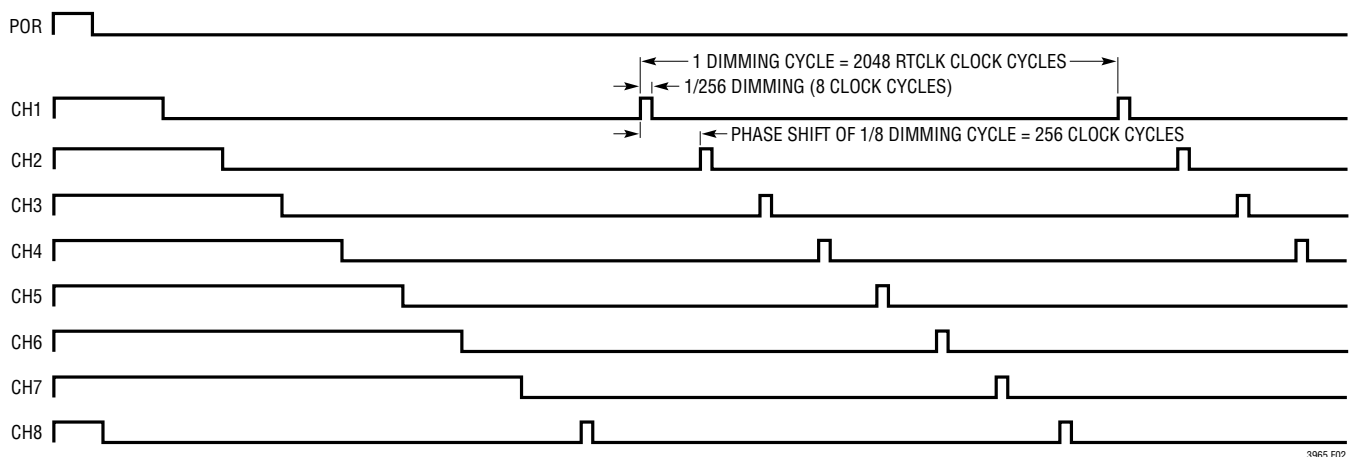 POR
1 DIMMING CYCLE = 2048 RTCLK CLOCK CYCLES
1/256 DIMMING (8 CLOCK CYCLES)
CH1
PHASE SHIFT OF 1/8 DIMMING CYCLE = 256 CLOCK CYCLES
CH2
CH3
CH4
CH5
CH6
CH7
CH8
3965 F02